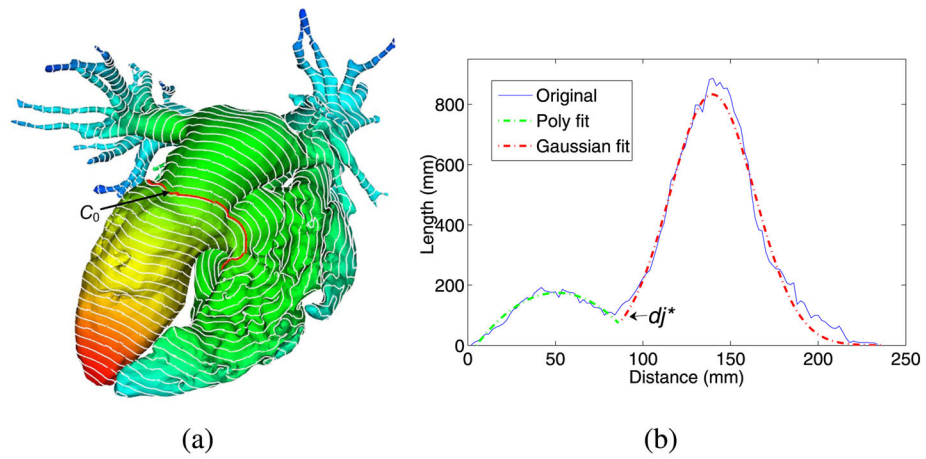 C₀
(a)
Original
Poly fit
Gaussian fit
Length (mm)
800
600
400
200
0
dj*
0 50 100 150 200 250
Distance (mm)
(b)